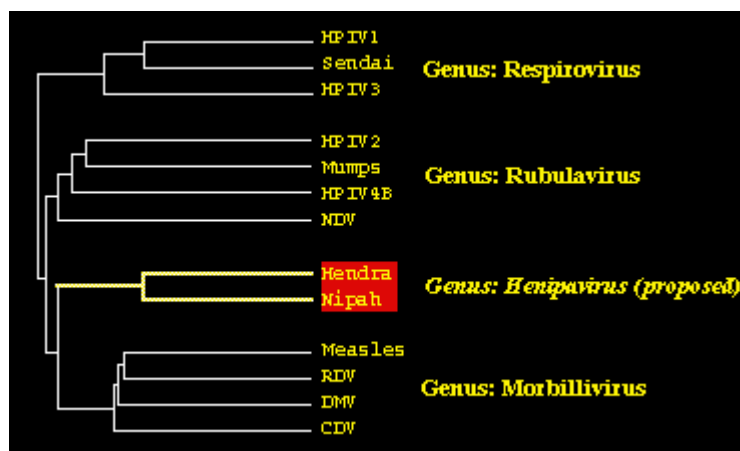 HPIV1
Sendai
HPIV3
Genus: Respirovirus
HPIV2
Mumps
HPIV4B
NDV
Genus: Rubulavirus
Hendra
Nipah
Genus: Henipavirus (proposed)
Measles
RDV
DMV
CDV
Genus: Morbillivirus